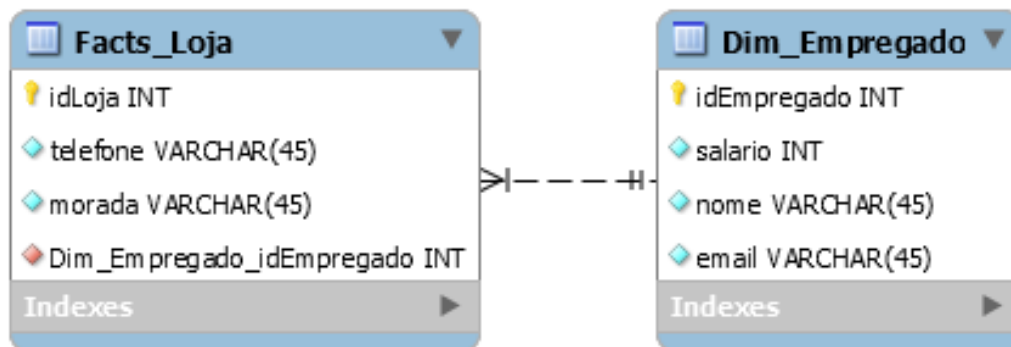 Facts_Loja
idLoja INT
telefone VARCHAR(45)
morada VARCHAR(45)
Dim_Empregado_idEmpregado INT
Indexes
Dim_Empregado
idEmpregado INT
salario INT
nome VARCHAR(45)
email VARCHAR(45)
Indexes